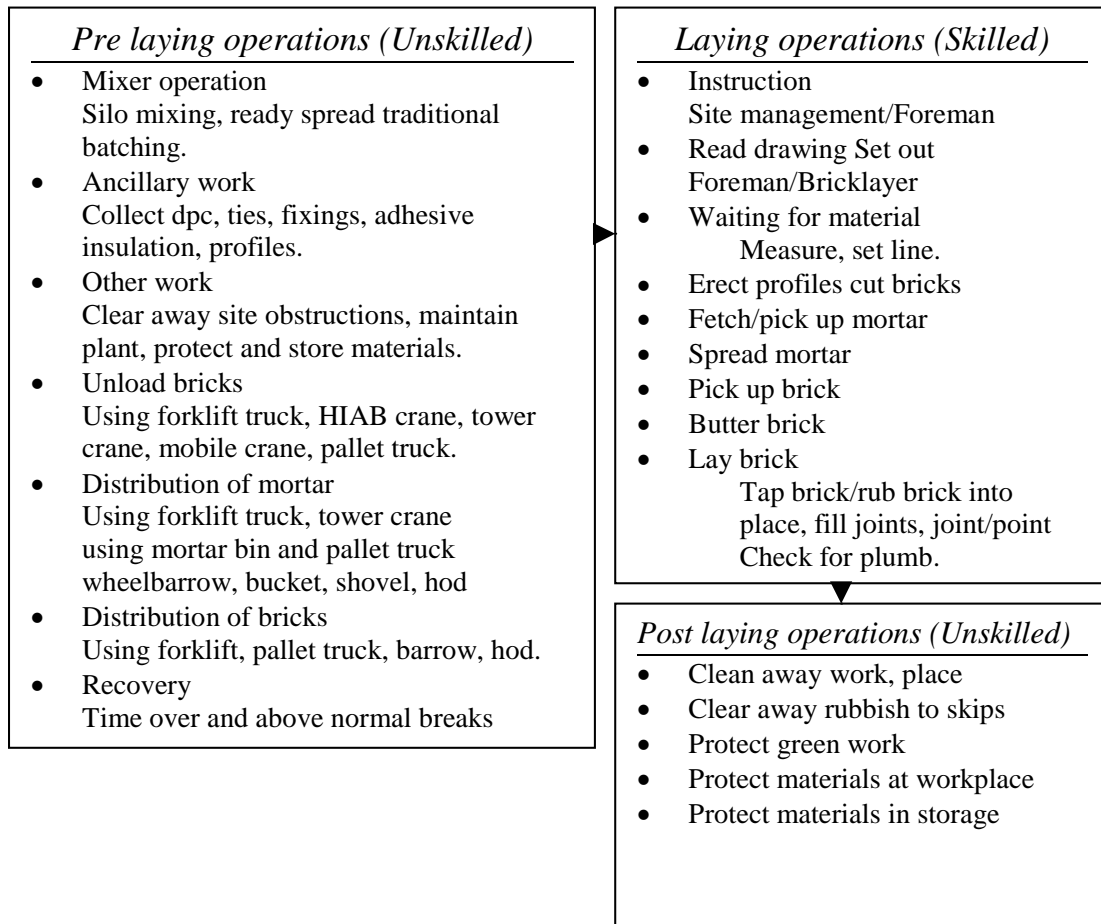 Pre laying operations (Unskilled)
• Mixer operation
Silo mixing, ready spread traditional
batching.
• Ancillary work
Collect dpc, ties, fixings, adhesive
insulation, profiles.
• Other work
Clear away site obstructions, maintain
plant, protect and store materials.
• Unload bricks
Using forklift truck, HIAB crane, tower
crane, mobile crane, pallet truck.
• Distribution of mortar
Using forklift truck, tower crane
using mortar bin and pallet truck
wheelbarrow, bucket, shovel, hod
• Distribution of bricks
Using forklift, pallet truck, barrow, hod.
• Recovery
Time over and above normal breaks
Laying operations (Skilled)
• Instruction
Site management/Foreman
• Read drawing Set out
Foreman/Bricklayer
• Waiting for material
Measure, set line.
• Erect profiles cut bricks
• Fetch/pick up mortar
• Spread mortar
• Pick up brick
• Butter brick
• Lay brick
Tap brick/rub brick into
place, fill joints, joint/point
Check for plumb.
Post laying operations (Unskilled)
• Clean away work, place
• Clear away rubbish to skips
• Protect green work
• Protect materials at workplace
• Protect materials in storage